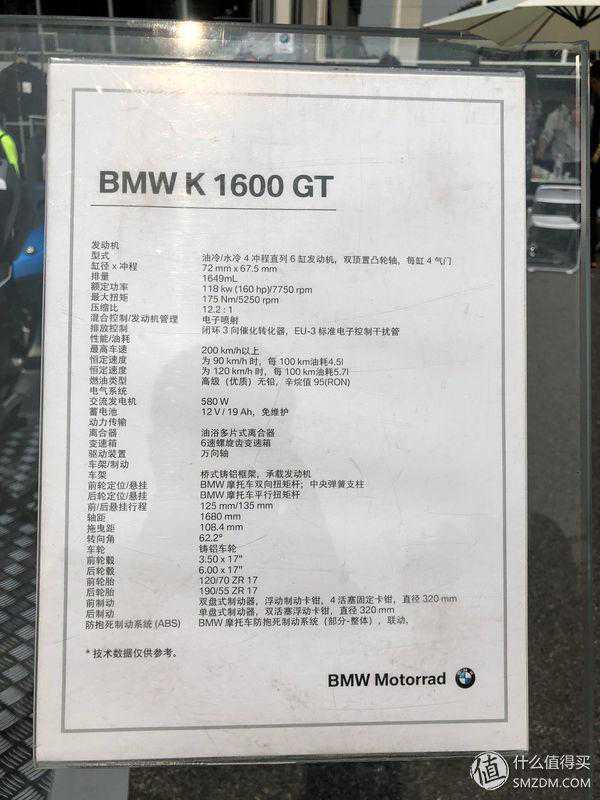 BMW K 1600 GT
发动机
型式 油冷/水冷 4 冲程直列 6 缸发动机，双顶置凸轮轴，每缸 4 气门
缸径 x 冲程 72 mm x 67.5 mm
排量 1649mL
额定功率 118 kw (160 hp)/7750 rpm
最大扭矩 175 Nm/5250 rpm
压缩比 12.2 : 1
混合控制/发动机管理 电子喷射
排放控制 闭环 3 向催化转化器，EU-3 标准电子控制干扰管
性能/油耗
最高车速 200 km/h以上
恒定速度 为 90 km/h时，每 100 km油耗4.5l
恒定速度 为 120 km/h时，每 100 km油耗5.7l
燃油类型 高级（优质）无铅，辛烷值 95(RON)
电气系统
交流发电机 580 W
蓄电池 12 V / 19 Ah，免维护
动力传输
离合器 油浴多片式离合器
变速箱 6速螺旋齿变速箱
驱动装置 万向轴
车架/制动
车架 桥式铸铝框架，承载发动机
前轮定位/悬挂 BMW 摩托车双向扭矩杆；中央弹簧支柱
后轮定位/悬挂 BMW 摩托车平行扭矩杆
前/后悬挂行程 125 mm/135 mm
轴距 1680 mm
拖曳距 108.4 mm
转向角 62.2°
车轮 铸铝车轮
前轮毂 3.50 x 17"
后轮毂 6.00 x 17"
前轮胎 120/70 ZR 17
后轮胎 190/55 ZR 17
前制动 双盘式制动器，浮动制动卡钳，4 活塞固定卡钳，直径 320 mm
后制动 单盘式制动器，双活塞浮动卡钳，直径 320 mm
防抱死制动系统 (ABS) BMW 摩托车防抱死制动系统（部分-整体），联动，
* 技术数据仅供参考。
BMW Motorrad
值 什么值得买
SMZDM.COM